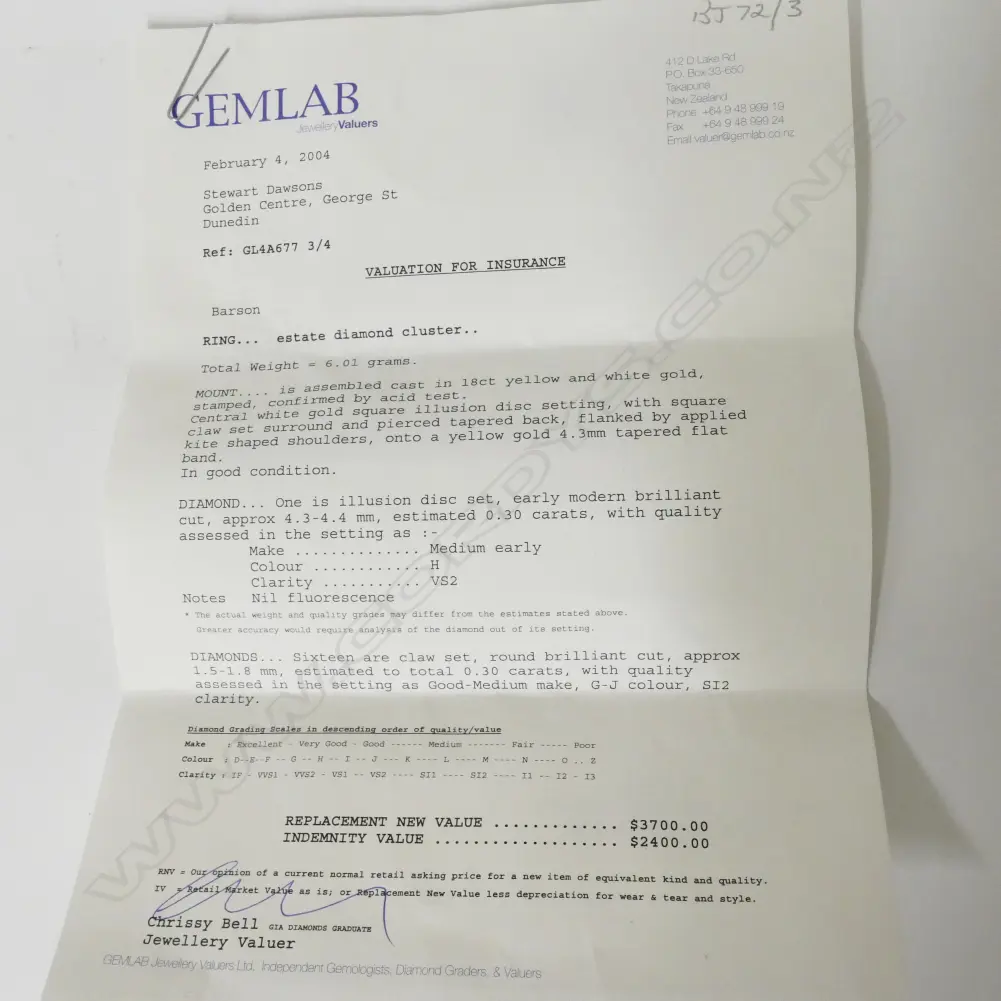 BJ 72/3
GEMLAB
JewelleryValuers
412 D Lake Rd
P.O. Box 33-650
Takapuna
New Zealand
Phone +64 9 48 999 19
Fax +64 9 48 999 24
Email valuer@gemlab.co.nz
February 4, 2004
Stewart Dawsons
Golden Centre, George St
Dunedin
Ref: GL4A677 3/4
VALUATION FOR INSURANCE
Barson
RING... estate diamond cluster..
Total Weight = 6.01 grams.
MOUNT.... is assembled cast in 18ct yellow and white gold,
stamped, confirmed by acid test.
Central white gold square illusion disc setting, with square
claw set surround and pierced tapered back, flanked by applied
kite shaped shoulders, onto a yellow gold 4.3mm tapered flat
band.
In good condition.
DIAMOND... One is illusion disc set, early modern brilliant
cut, approx 4.3-4.4 mm, estimated 0.30 carats, with quality
assessed in the setting as :-
Make .............. Medium early
Colour ............ H
Clarity ........... VS2
Notes Nil fluorescence
* The actual weight and quality grades may differ from the estimates stated above.
Greater accuracy would require analysis of the diamond out of its setting.
DIAMONDS... Sixteen are claw set, round brilliant cut, approx
1.5-1.8 mm, estimated to total 0.30 carats, with quality
assessed in the setting as Good-Medium make, G-J colour, SI2
clarity.
Diamond Grading Scales in descending order of quality/value
Make : Excellent - Very Good - Good ------ Medium ------- Fair ----- Poor
Colour : D--E--F -- G -- H -- I -- J --- K ---- L ---- M ---- N ---- O .. Z
Clarity : IF - VVS1 - VVS2 - VS1 -- VS2 ---- SI1 ---- SI2 ---- I1 -- I2 - I3
REPLACEMENT NEW VALUE ............. $3700.00
INDEMNITY VALUE ................... $2400.00
RNV = Our opinion of a current normal retail asking price for a new item of equivalent kind and quality.
IV = Retail Market Value as is; or Replacement New Value less depreciation for wear & tear and style.
Chrissy Bell GIA DIAMONDS GRADUATE
Jewellery Valuer
GEMLAB Jewellery Valuers Ltd. Independent Gemologists, Diamond Graders, & Valuers
WWW.COLPYS.CO.NZ